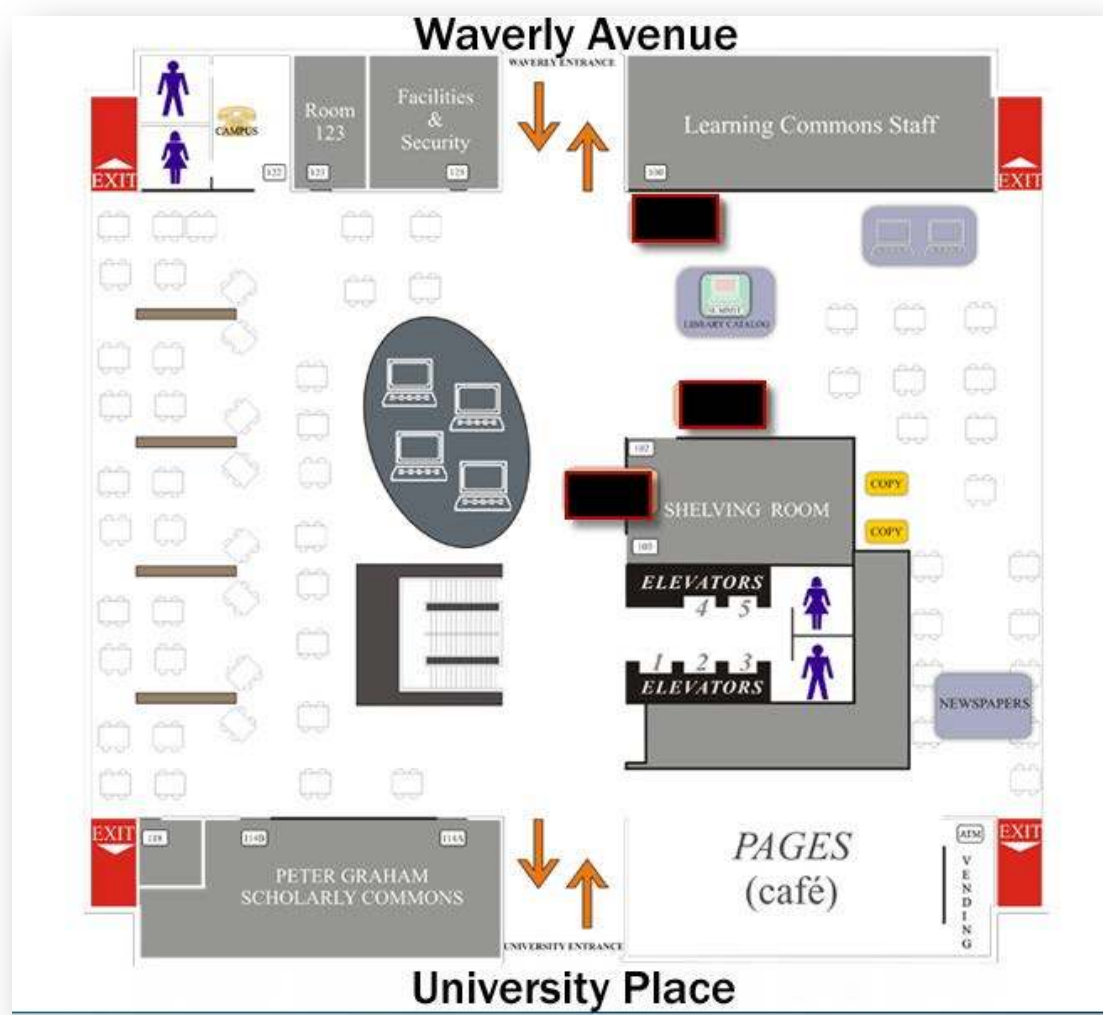 Waverly Avenue
WAVERLY ENTRANCE
CAMPUS
Room
123
Facilities
&
Security
Learning Commons Staff
EXIT
122
121
125
100
EXIT
LIBRARY CATALOG
102
COPY
SHELVING ROOM
COPY
103
ELEVATORS
4 5
1 2 3
ELEVATORS
NEWSPAPERS
EXIT
118
114B
114A
PETER GRAHAM
SCHOLARLY COMMONS
PAGES
(café)
ATM
VENDING
EXIT
UNIVERSITY ENTRANCE
University Place